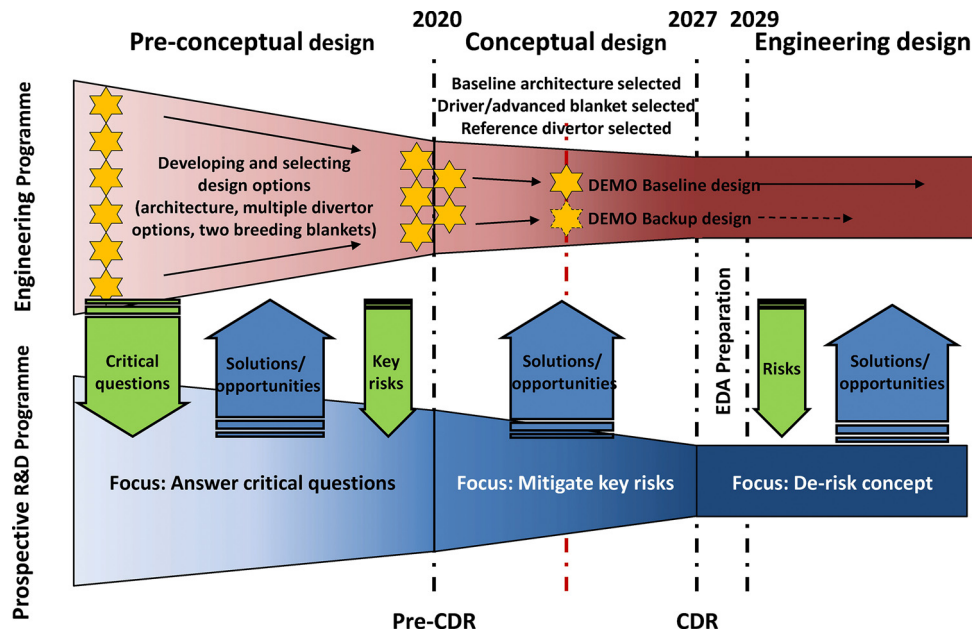 2020
2027
2029
Pre-conceptual design
Conceptual design
Engineering design
Engineering Programme
Baseline architecture selected
Driver/advanced blanket selected
Reference divertor selected
Developing and selecting
design options
(architecture, multiple divertor
options, two breeding blankets)
DEMO Baseline design
DEMO Backup design
Critical
questions
Solutions/
opportunities
Key
risks
Solutions/
opportunities
EDA Preparation
Risks
Solutions/
opportunities
Prospective R&D Programme
Focus: Answer critical questions
Focus: Mitigate key risks
Focus: De-risk concept
Pre-CDR
CDR